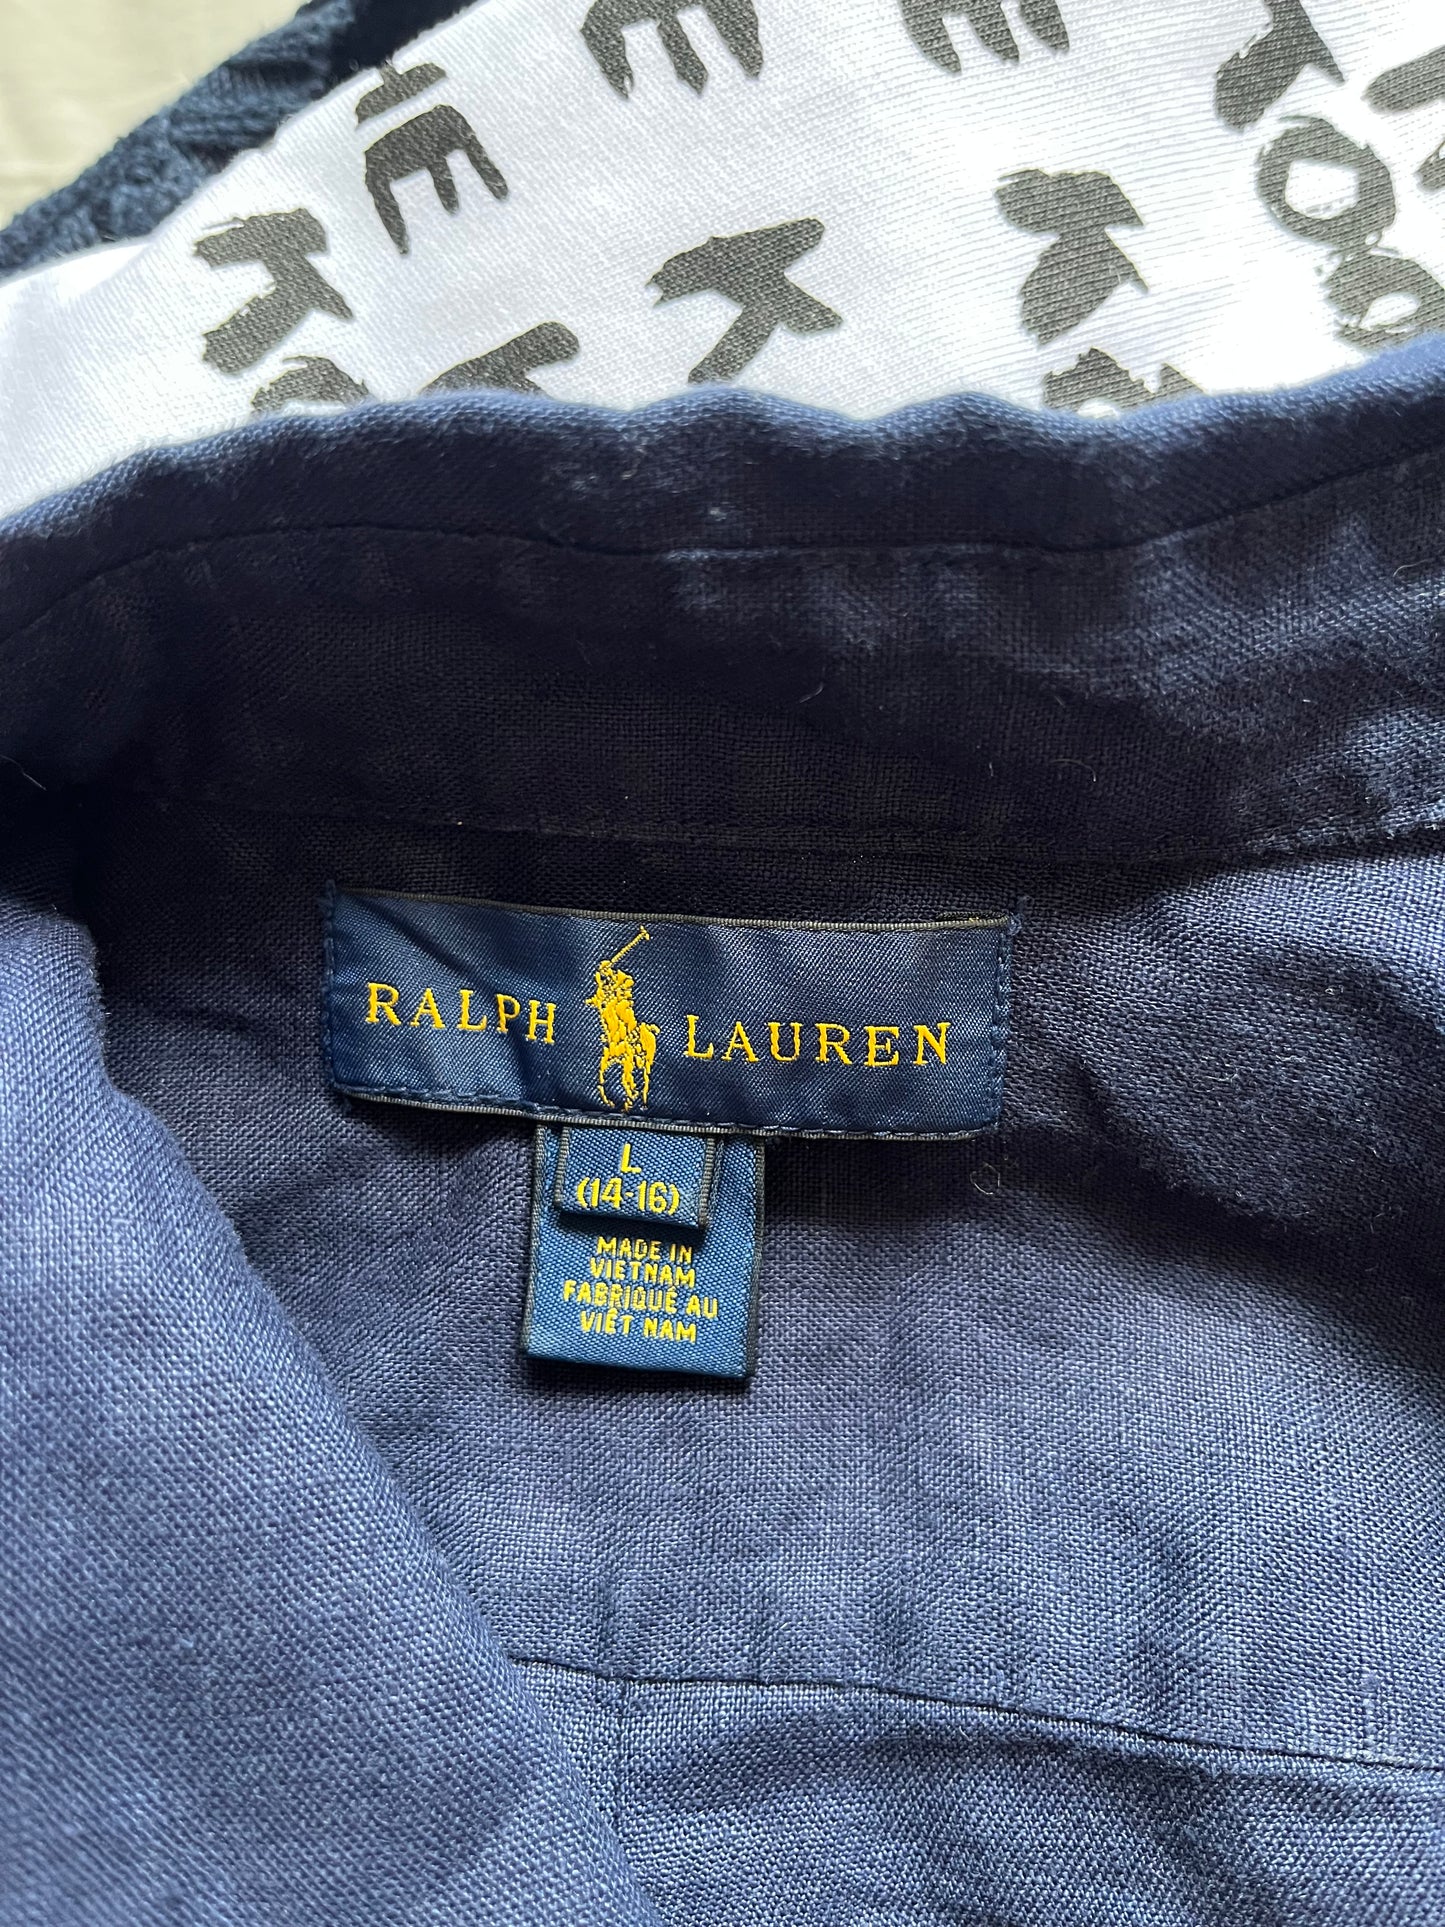 RALPH LAUREN
L
(14-16)
MADE IN
VIETNAM
FABRIQUÉ AU
VIÊT NAM